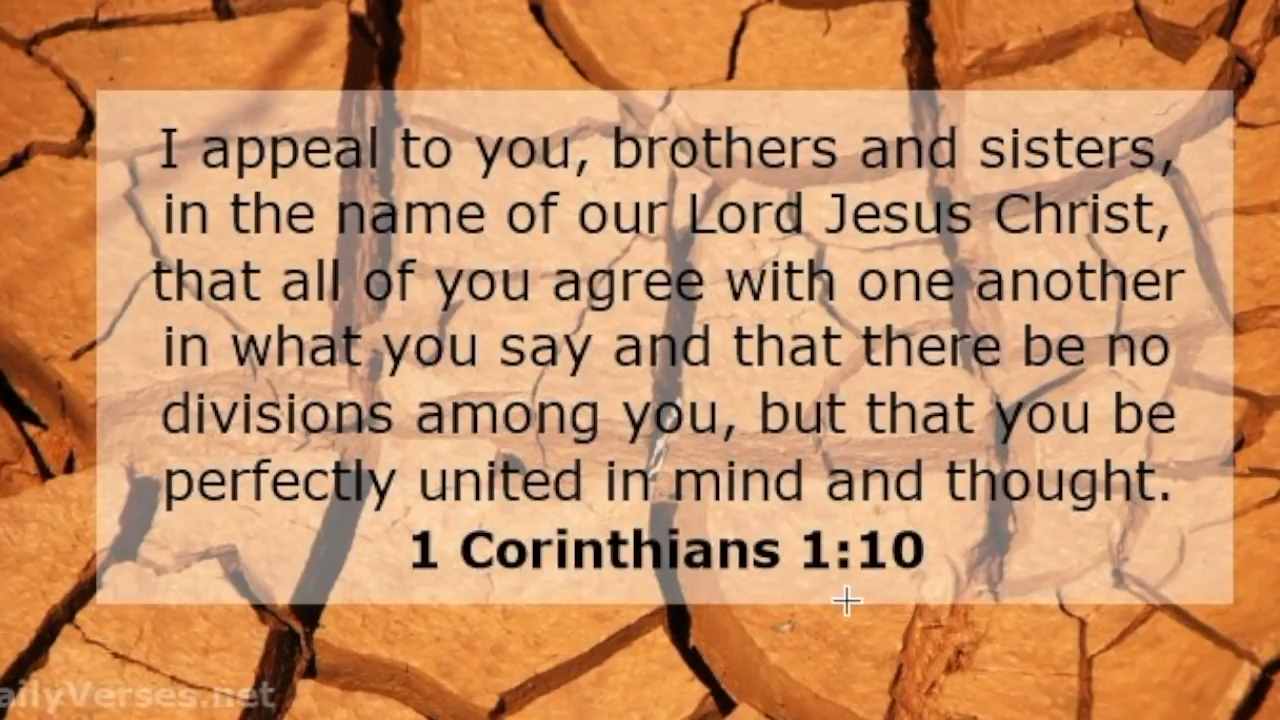 I appeal to you, brothers and sisters,
in the name of our Lord Jesus Christ,
that all of you agree with one another
in what you say and that there be no
divisions among you, but that you be
perfectly united in mind and thought.
1 Corinthians 1:10
ailyVerses.net